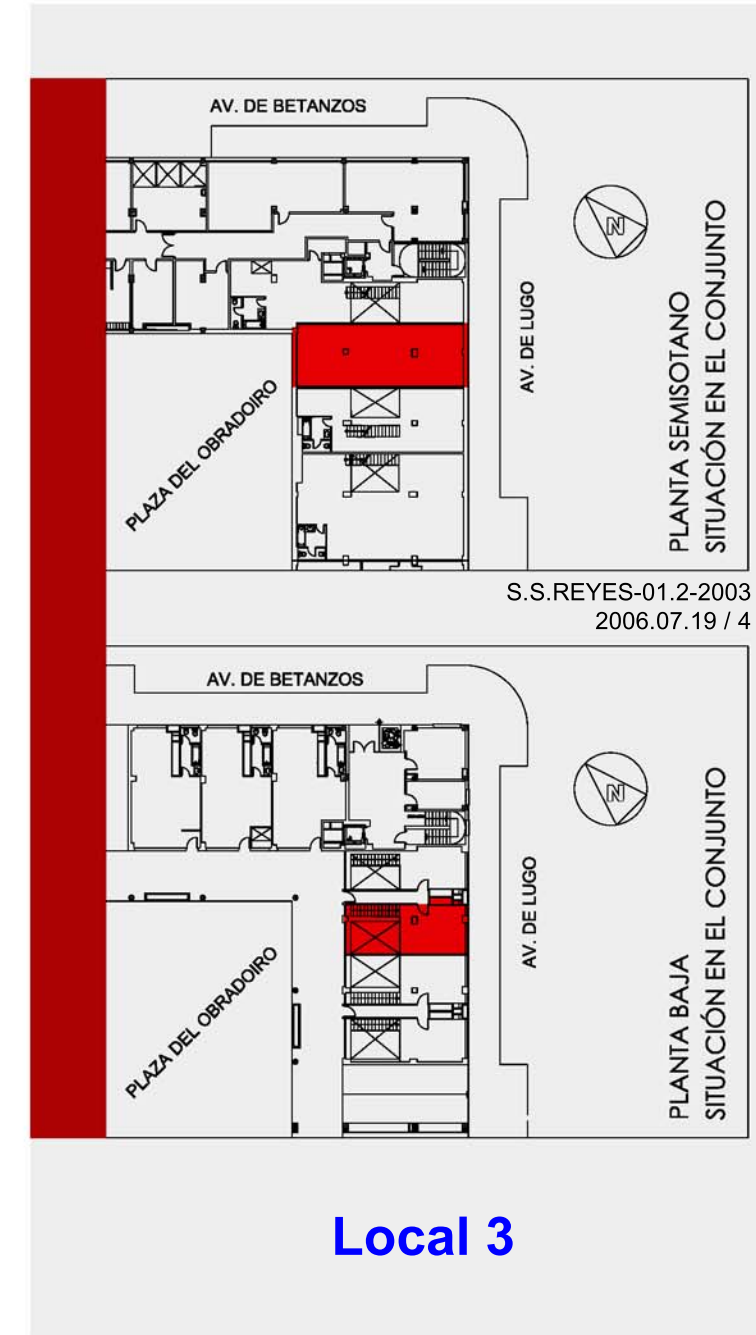 AV. DE BETANZOS
N
AV. DE LUGO
PLAZA DEL OBRADOIRO
PLANTA SEMISOTANO
SITUACIÓN EN EL CONJUNTO
S.S.REYES-01.2-2003
2006.07.19 / 4
AV. DE BETANZOS
N
AV. DE LUGO
PLAZA DEL OBRADOIRO
PLANTA BAJA
SITUACIÓN EN EL CONJUNTO
Local 3